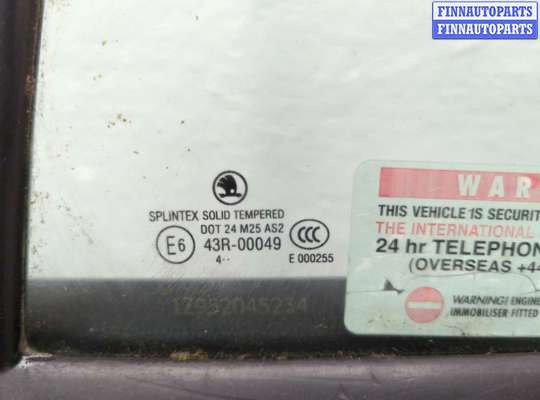 FINNAUTOPARTS
FINNAUTOPARTS
SPLINTEX SOLID TEMPERED
DOT 24 M25 AS2
E6 43R-00049 CCC
4·· E 000255
WAR
THIS VEHICLE IS SECURIT
THE INTERNATIONAL
24 hr TELEPHON
(OVERSEAS +44
WARNING! ENGINE
IMMOBILISER FITTED